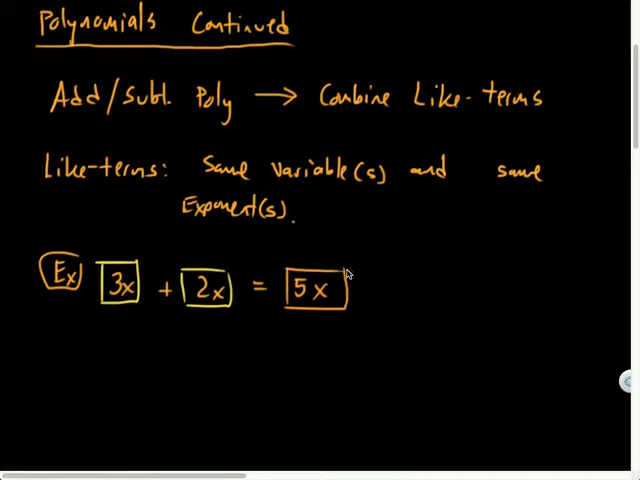 Polynomials Continued
Add/Subt. Poly → Combine Like-terms
Like-terms: Same variable(s) and same
Exponent(s).
Ex 3x + 2x = 5x